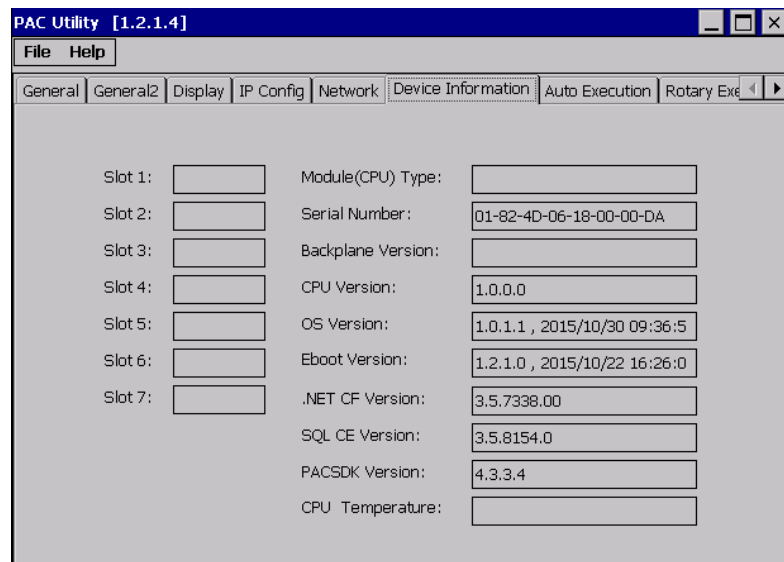 PAC Utility [1.2.1.4]
File Help
General General2 Display IP Config Network Device Information Auto Execution Rotary Exe
Slot 1: Module(CPU) Type:
Slot 2: Serial Number: 01-82-4D-06-18-00-00-DA
Slot 3: Backplane Version:
Slot 4: CPU Version: 1.0.0.0
Slot 5: OS Version: 1.0.1.1 , 2015/10/30 09:36:5
Slot 6: Eboot Version: 1.2.1.0 , 2015/10/22 16:26:0
Slot 7: .NET CF Version: 3.5.7338.00
SQL CE Version: 3.5.8154.0
PACSDK Version: 4.3.3.4
CPU Temperature: